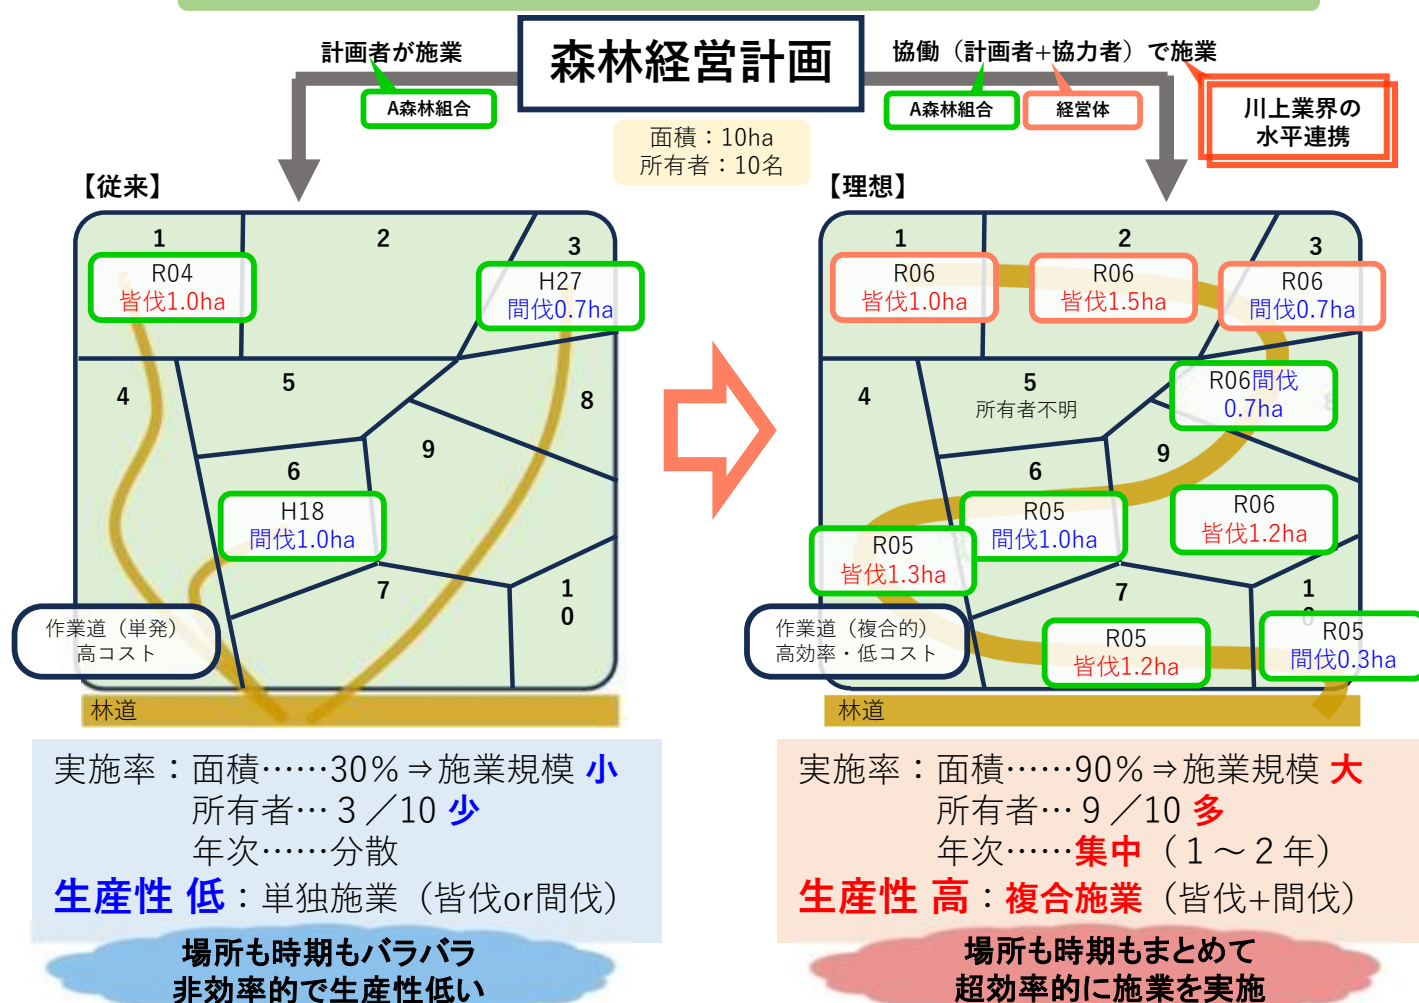 森林経営計画
計画者が施業
A森林組合
協働（計画者+協力者）で施業
A森林組合
経営体
川上業界の
水平連携
面積：10ha
所有者：10名
【従来】
1
2
3
R04
皆伐1.0ha
H27
間伐0.7ha
4
5
8
9
6
H18
間伐1.0ha
7
1
0
作業道（単発）
高コスト
林道
【理想】
1
2
3
R06
皆伐1.0ha
R06
皆伐1.5ha
R06
間伐0.7ha
4
5
所有者不明
R06間伐
0.7ha
9
6
R05
間伐1.0ha
R06
皆伐1.2ha
R05
皆伐1.3ha
7
1
0
R05
皆伐1.2ha
R05
間伐0.3ha
作業道（複合的）
高効率・低コスト
林道
実施率：面積……30%⇒施業規模 小
所有者…３／10 少
年次……分散
生産性 低：単独施業（皆伐or間伐）
場所も時期もバラバラ
非効率的で生産性低い
実施率：面積……90%⇒施業規模 大
所有者…９／10 多
年次……集中（１～２年）
生産性 高：複合施業（皆伐+間伐）
場所も時期もまとめて
超効率的に施業を実施